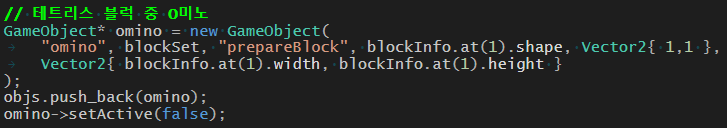 // 테트리스 블럭 중 O미노
GameObject* omino = new GameObject(
"omino", blockSet, "prepareBlock", blockInfo.at(1).shape, Vector2{ 1,1 },
Vector2{ blockInfo.at(1).width, blockInfo.at(1).height }
);
objs.push_back(omino);
omino->setActive(false);